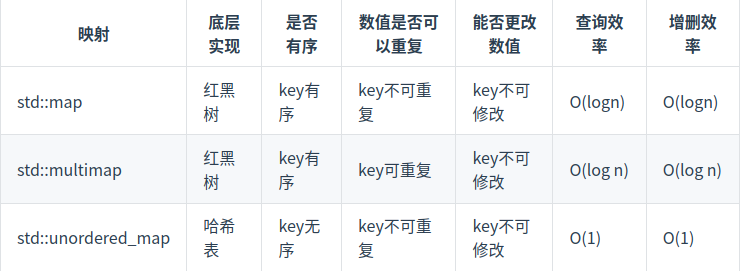 映射 底层实现 是否有序 数值是否可以重复 能否更改数值 查询效率 增删效率
std::map 红黑树 key有序 key不可重复 key不可修改 O(logn) O(logn)
std::multimap 红黑树 key有序 key可重复 key不可修改 O(log n) O(log n)
std::unordered_map 哈希表 key无序 key不可重复 key不可修改 O(1) O(1)